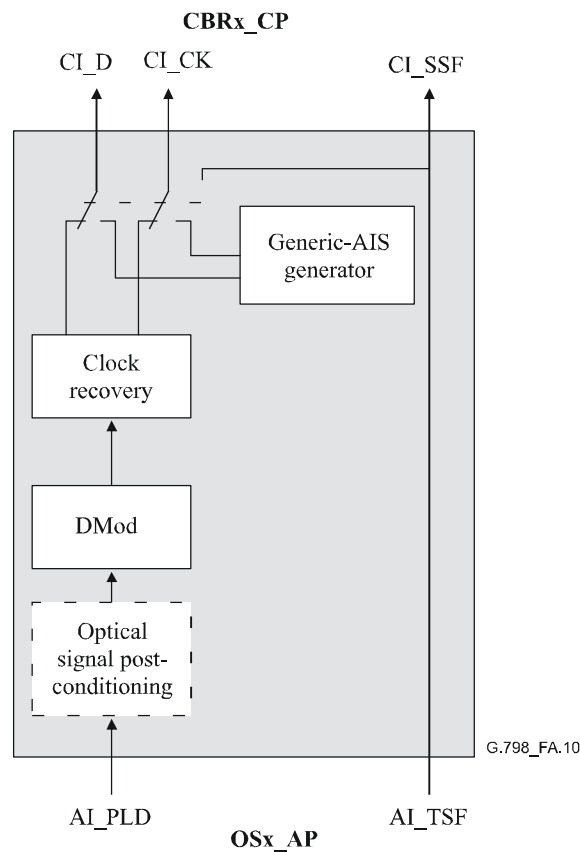 CBRx_CP
CI_D
CI_CK
CI_SSF
Generic-AIS
generator
Clock
recovery
DMod
Optical
signal post-
conditioning
G.798_FA.10
AI_PLD
AI_TSF
OSx_AP